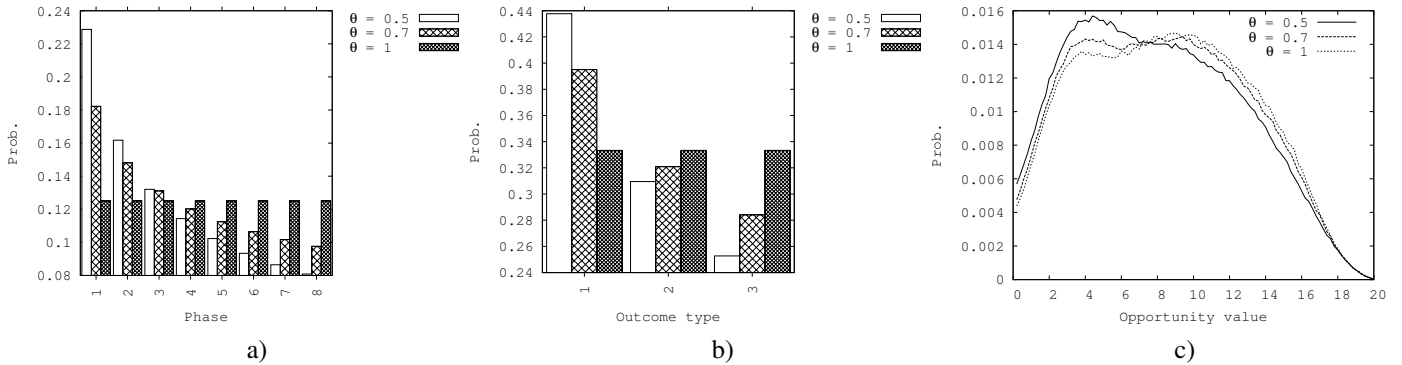 0.24
0.22
0.2
0.18
0.16
0.14
0.12
0.1
0.08
Prob.
1 2 3 4 5 6 7 8
Phase
θ = 0.5
θ = 0.7
θ = 1
a)
0.44
0.42
0.4
0.38
0.36
0.34
0.32
0.3
0.28
0.26
0.24
Prob.
1 2 3
Outcome type
θ = 0.5
θ = 0.7
θ = 1
b)
0.016
0.014
0.012
0.01
0.008
0.006
0.004
0.002
0
Prob.
0 2 4 6 8 10 12 14 16 18 20
Opportunity value
θ = 0.5
θ = 0.7
θ = 1
c)